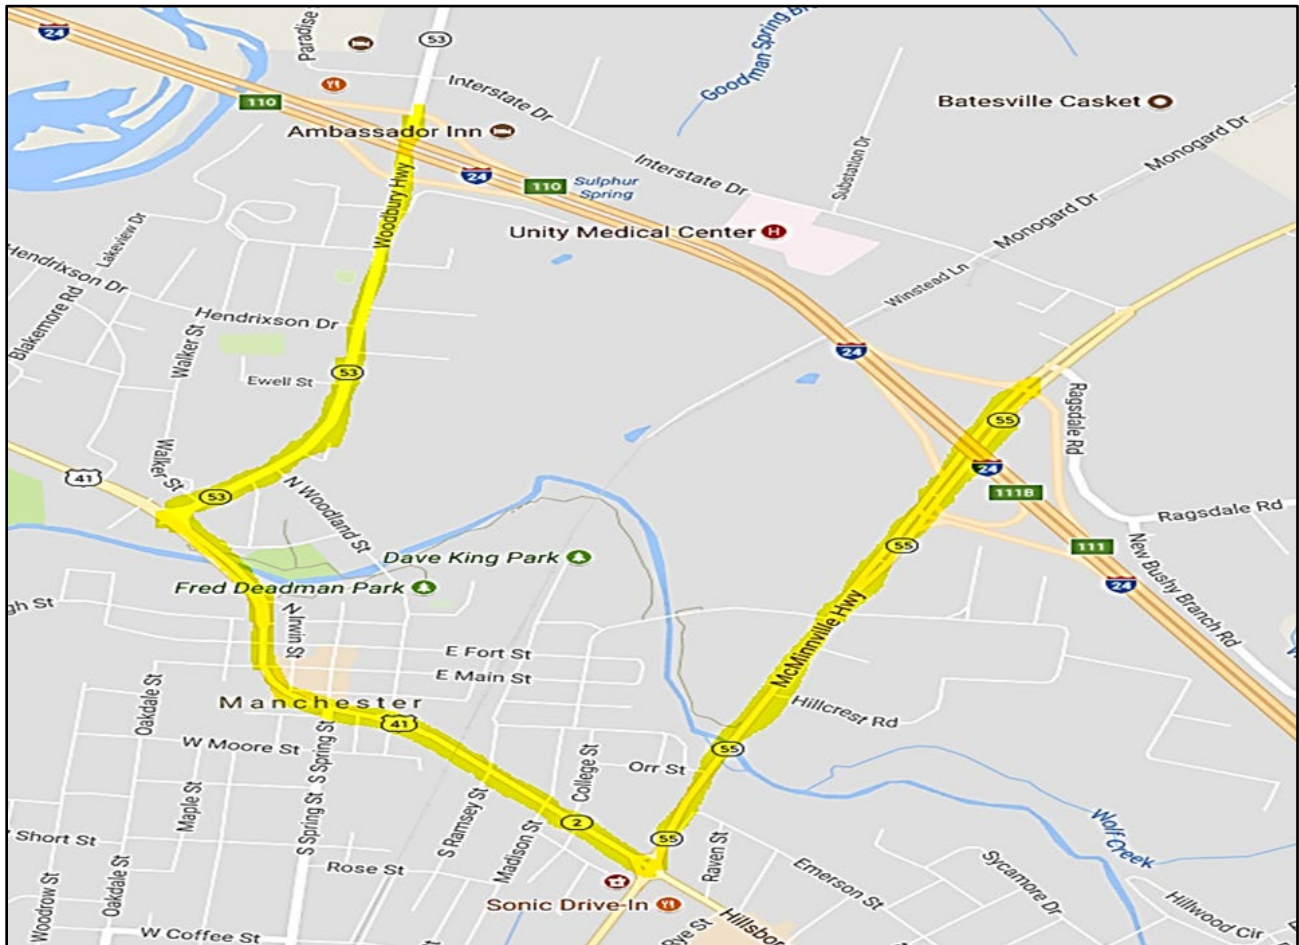 24
Paradise
53
Goodman Spring Br
Interstate Dr
110
Ambassador Inn
Batesville Casket
Monogard Dr
24
110
Sulphur
Spring
Interstate Dr
Substation Dr
Woodbury Hwy
Unity Medical Center
H
Monogard Dr
Lakeview Dr
Hendrixson Dr
Winstead Ln
Blakemore Rd
Hendrixson Dr
Walker St
24
53
Ewell St
Ragsdale Rd
55
Walker St
41
53
24
N Woodland St
111B
Ragsdale Rd
55
111
Dave King Park
Fred Deadman Park
24
New Bushy Branch Rd
gh St
N Irwin St
McMinnville Hwy
E Fort St
E Main St
Oakdale St
Manchester
41
Hillcrest Rd
W Moore St
S Spring St
55
College St
Orr St
Maple St
S Spring St
S Ramsey St
Madison St
2
Wolf Creek
Short St
55
Raven St
Rose St
Emerson St
Sycamore Dr
Oakdale St
Woodrow St
Sonic Drive-In
Hillsbor
Hillwood Cir
W Coffee St
Rye St